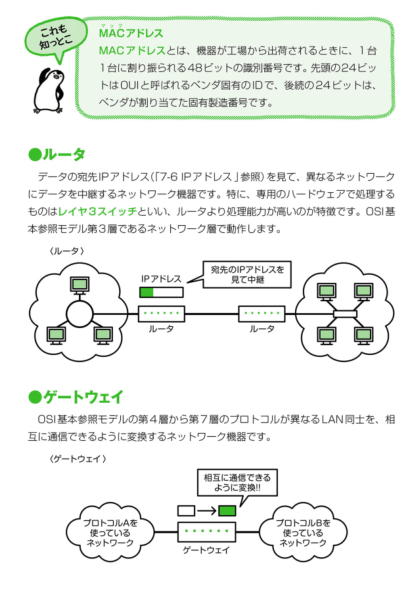 これも
知っとこ
マック
MACアドレス
MACアドレスとは、機器が工場から出荷されるときに、1台
1台に割り振られる48ビットの識別番号です。先頭の24ビッ
トはOUIと呼ばれるベンダ固有のIDで、後続の24ビットは、
ベンダが割り当てた固有製造番号です。
●ルータ
データの宛先IPアドレス(「7-6 IPアドレス」参照)を見て、異なるネットワーク
にデータを中継するネットワーク機器です。特に、専用のハードウェアで処理する
ものはレイヤ3スイッチといい、ルータより処理能力が高いのが特徴です。OSI基
本参照モデル第3層であるネットワーク層で動作します。
〈ルータ〉
宛先のIPアドレスを
見て中継
IPアドレス
ルータ
ルータ
●ゲートウェイ
OSI基本参照モデルの第4層から第7層のプロトコルが異なるLAN同士を、相
互に通信できるように変換するネットワーク機器です。
〈ゲートウェイ〉
相互に通信できる
ように変換!!
プロトコルAを
使っている
ネットワーク
ゲートウェイ
プロトコルBを
使っている
ネットワーク